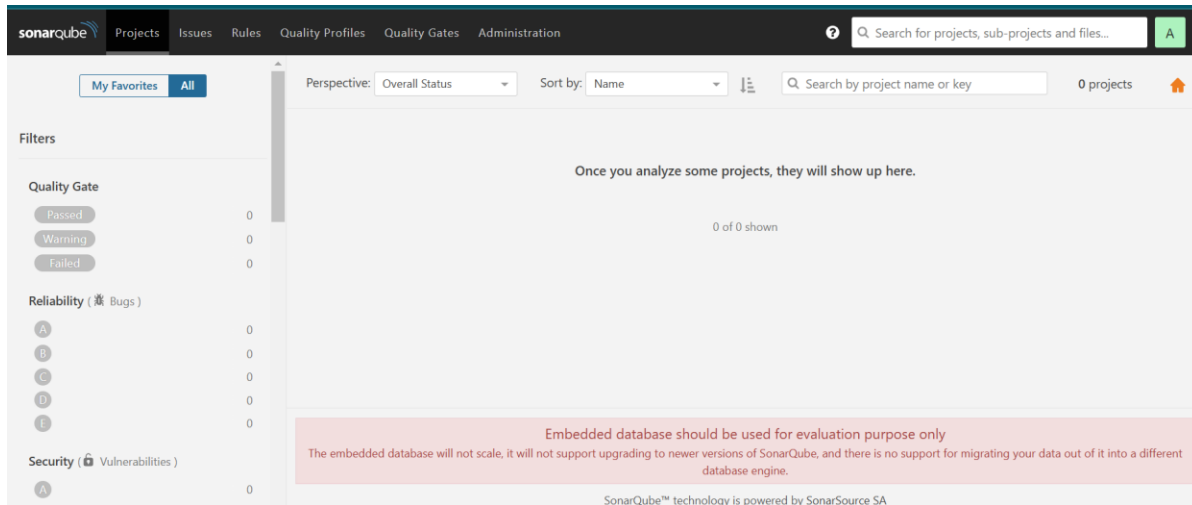 sonarqube Projects Issues Rules Quality Profiles Quality Gates Administration ? Search for projects, sub-projects and files... A
My Favorites All
Perspective: Overall Status Sort by: Name Search by project name or key 0 projects
Filters
Quality Gate
Passed 0
Warning 0
Failed 0
Reliability ( Bugs )
A 0
B 0
C 0
D 0
E 0
Security ( Vulnerabilities )
A 0
Once you analyze some projects, they will show up here.
0 of 0 shown
Embedded database should be used for evaluation purpose only
The embedded database will not scale, it will not support upgrading to newer versions of SonarQube, and there is no support for migrating your data out of it into a different
database engine.
SonarQube™ technology is powered by SonarSource SA